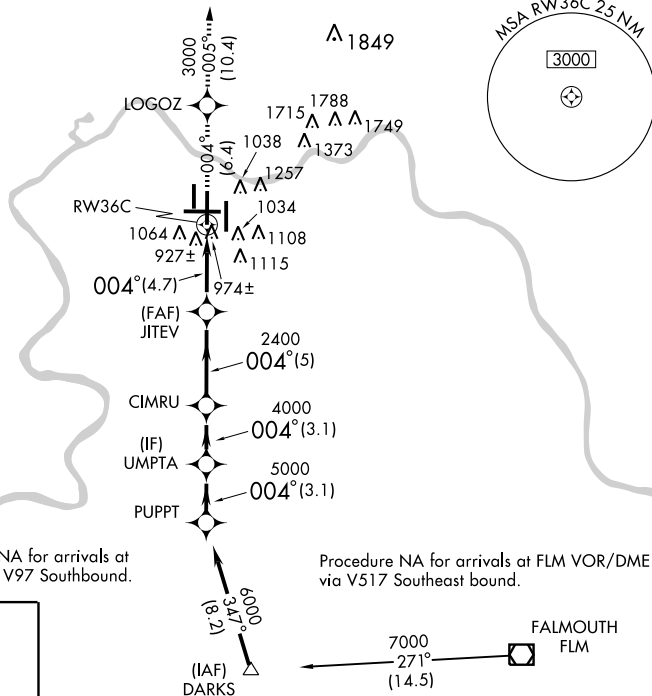 1849
MSA RW36C 25 NM
3000
3000
005°
(10.4)
LOGOZ
1715
1788
1749
1373
004°
(6.4)
1038
1257
RW36C
1034
1064
1108
927±
1115
974±
004°(4.7)
(FAF)
JITEV
2400
004°(5)
CIMRU
4000
004°(3.1)
(IF)
UMPTA
5000
004°(3.1)
PUPPT
NA for arrivals at
V97 Southbound.
Procedure NA for arrivals at FLM VOR/DME
via V517 Southeast bound.
6000
347°
(8.2)
FALMOUTH
FLM
7000
271°
(14.5)
(IAF)
DARKS